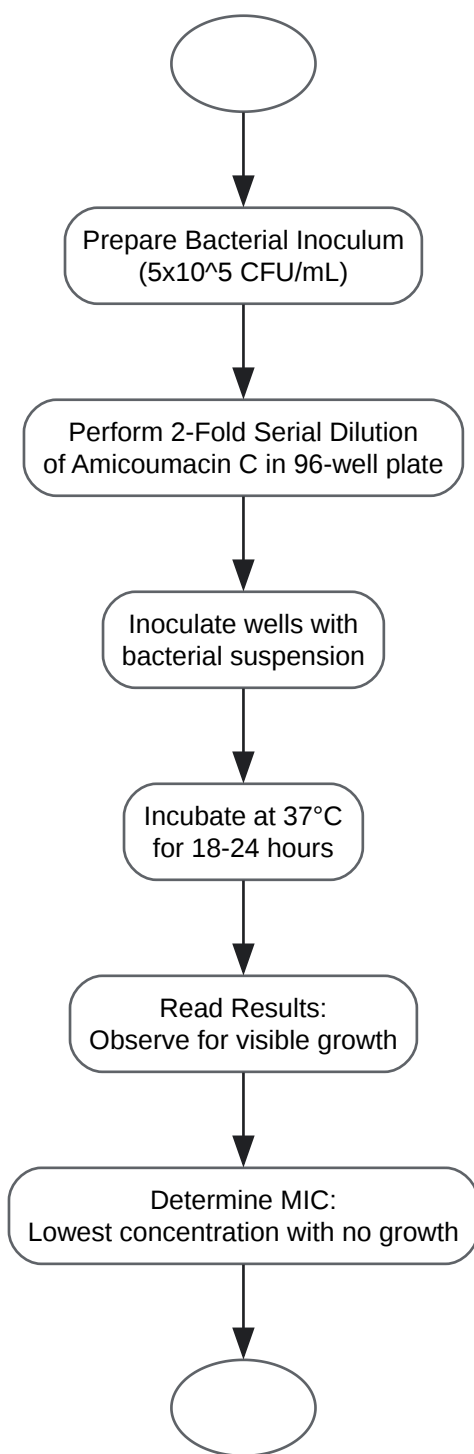 Prepare Bacterial Inoculum
(5x10^5 CFU/mL)
Perform 2-Fold Serial Dilution
of Amicoumacin C in 96-well plate
Inoculate wells with
bacterial suspension
Incubate at 37°C
for 18-24 hours
Read Results:
Observe for visible growth
Determine MIC:
Lowest concentration with no growth